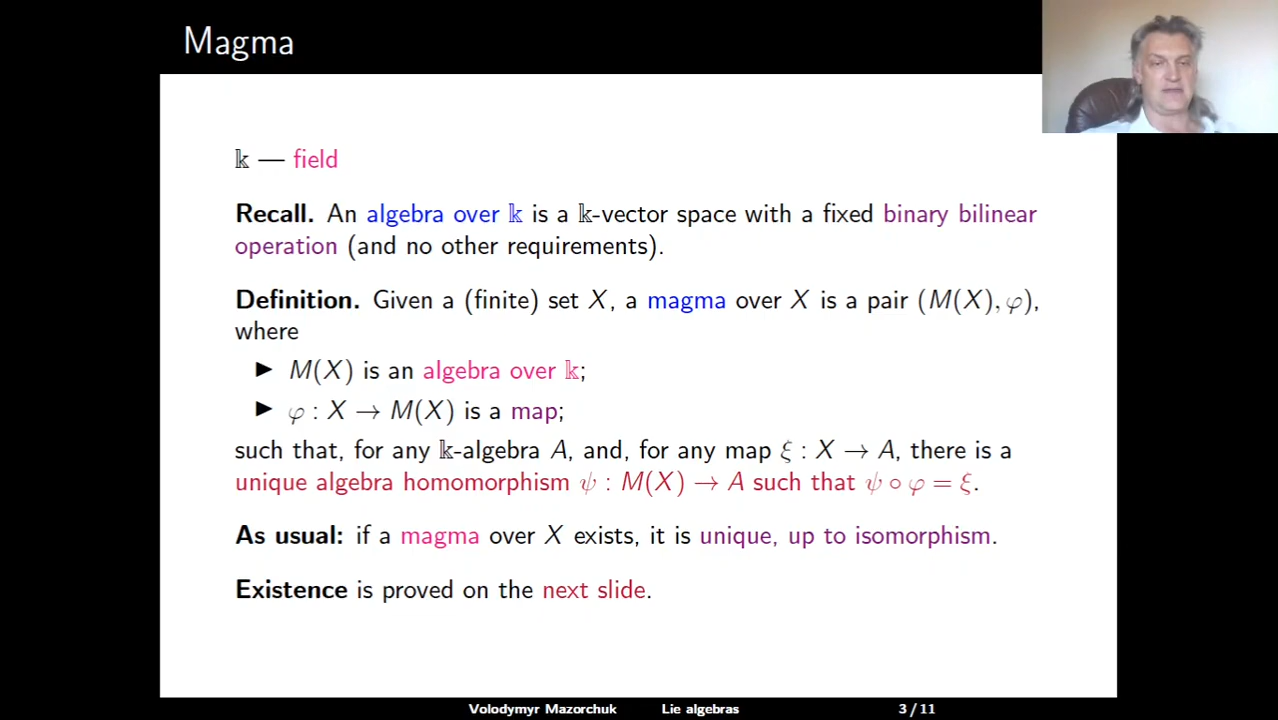 Magma
𝕜 — field
Recall. An algebra over 𝕜 is a 𝕜-vector space with a fixed binary bilinear
operation (and no other requirements).
Definition. Given a (finite) set X, a magma over X is a pair (M(X), φ),
where
▶ M(X) is an algebra over 𝕜;
▶ φ : X → M(X) is a map;
such that, for any 𝕜-algebra A, and, for any map ξ : X → A, there is a
unique algebra homomorphism ψ : M(X) → A such that ψ ∘ φ = ξ.
As usual: if a magma over X exists, it is unique, up to isomorphism.
Existence is proved on the next slide.
Volodymyr Mazorchuk Lie algebras 3 / 11